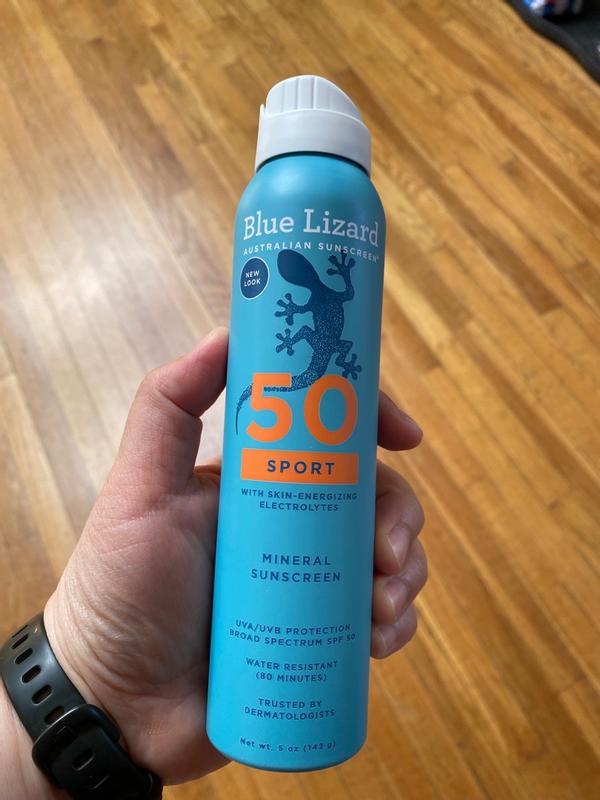 Blue Lizard
AUSTRALIAN SUNSCREEN®
NEW
LOOK
50
SPORT
WITH SKIN-ENERGIZING
ELECTROLYTES
MINERAL
SUNSCREEN
UVA/UVB PROTECTION
BROAD SPECTRUM SPF 50
WATER RESISTANT
(80 MINUTES)
TRUSTED BY
DERMATOLOGISTS
Net wt. 5 oz (142 g)